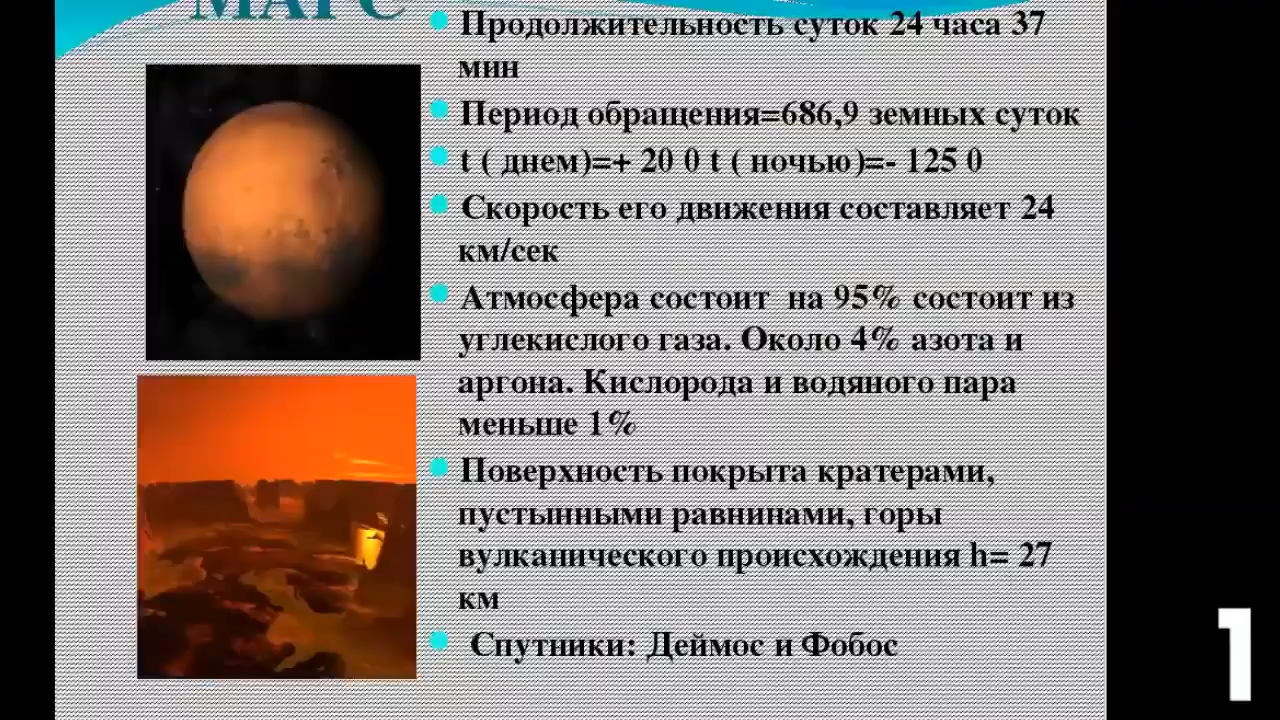 МАРС
Продолжительность суток 24 часа 37
мин
Период обращения=686,9 земных суток
t ( днем)=+ 20 0 t ( ночью)=- 125 0
Скорость его движения составляет 24
км/сек
Атмосфера состоит на 95% состоит из
углекислого газа. Около 4% азота и
аргона. Кислорода и водяного пара
меньше 1%
Поверхность покрыта кратерами,
пустынными равнинами, горы
вулканического происхождения h= 27
км
Спутники: Деймос и Фобос
1